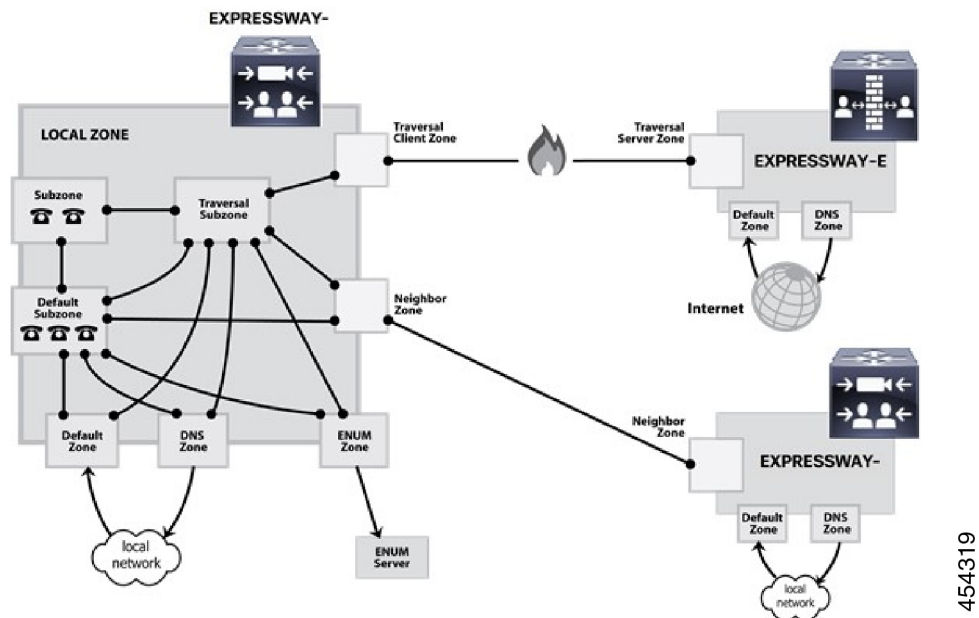 EXPRESSWAY-
LOCAL ZONE
Traversal
Client Zone
Traversal
Server Zone
EXPRESSWAY-E
Subzone
Traversal
Subzone
Default
Zone
DNS
Zone
Default
Subzone
Neighbor
Zone
Internet
Default
Zone
DNS
Zone
ENUM
Zone
Neighbor
Zone
EXPRESSWAY-
local
network
ENUM
Server
Default
Zone
DNS
Zone
local
network
454319